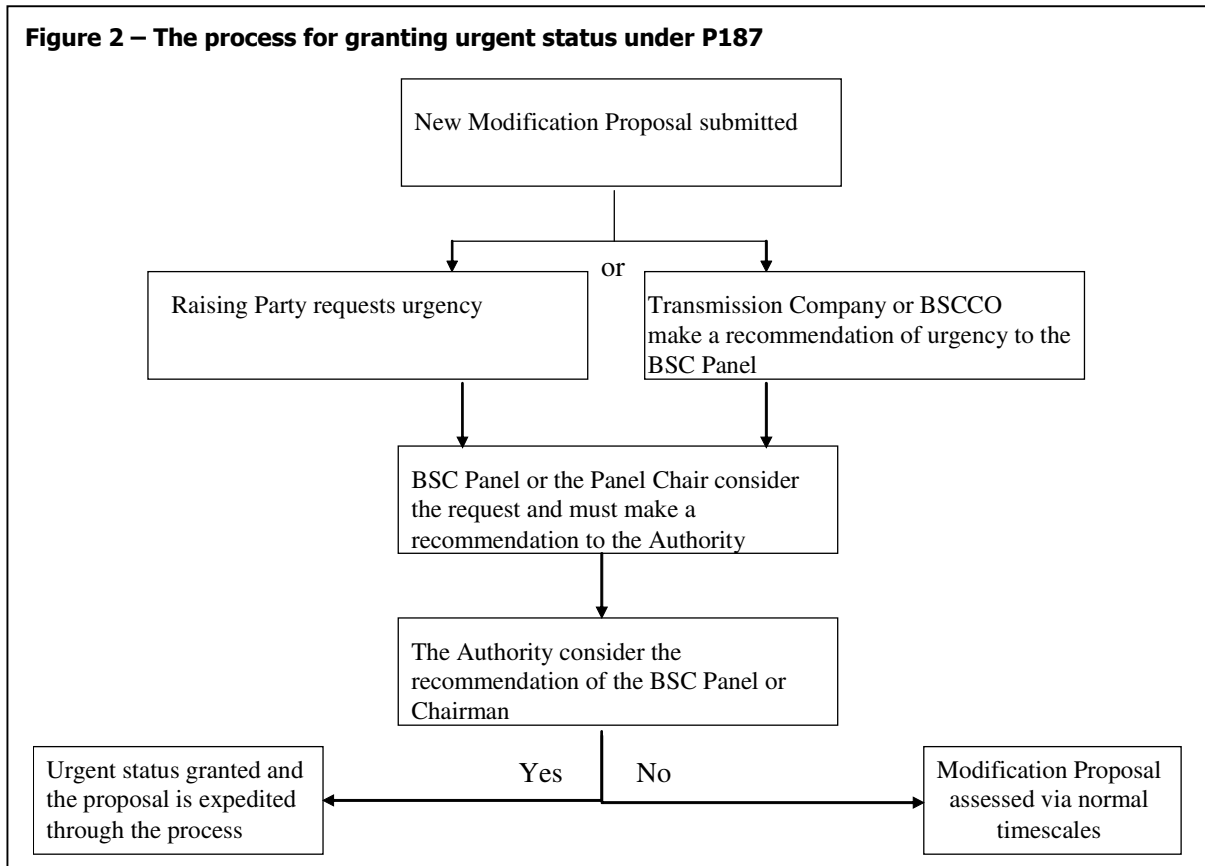 Figure 2 – The process for granting urgent status under P187
New Modification Proposal submitted
or
Raising Party requests urgency
Transmission Company or BSCCO
make a recommendation of urgency to the
BSC Panel
BSC Panel or the Panel Chair consider
the request and must make a
recommendation to the Authority
The Authority consider the
recommendation of the BSC Panel or
Chairman
Yes
No
Urgent status granted and
the proposal is expedited
through the process
Modification Proposal
assessed via normal
timescales